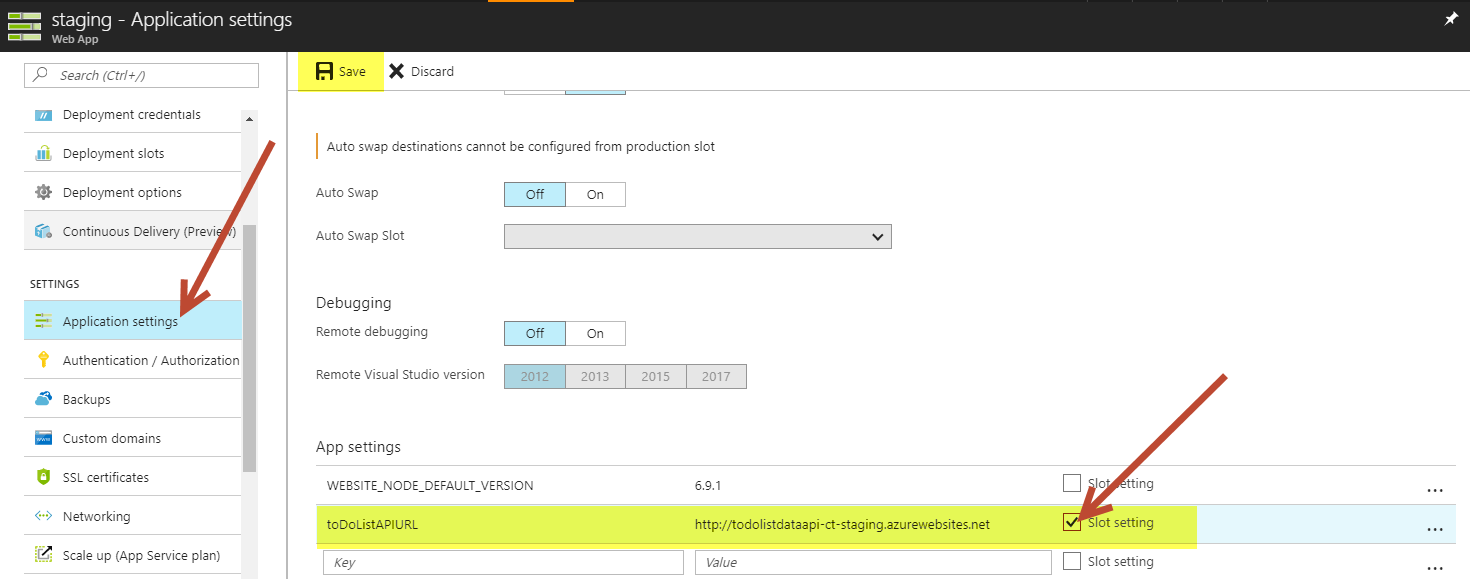 staging - Application settings
Web App
Search (Ctrl+/)
Save
Discard
Deployment credentials
Deployment slots
Deployment options
Continuous Delivery (Preview)
SETTINGS
Application settings
Authentication / Authorization
Backups
Custom domains
SSL certificates
Networking
Scale up (App Service plan)
Auto swap destinations cannot be configured from production slot
Auto Swap Off On
Auto Swap Slot
Debugging
Remote debugging Off On
Remote Visual Studio version 2012 2013 2015 2017
App settings
WEBSITE_NODE_DEFAULT_VERSION 6.9.1 Slot setting ...
toDoListAPIURL http://todolistdataapi-ct-staging.azurewebsites.net Slot setting ...
Key Value Slot setting ...